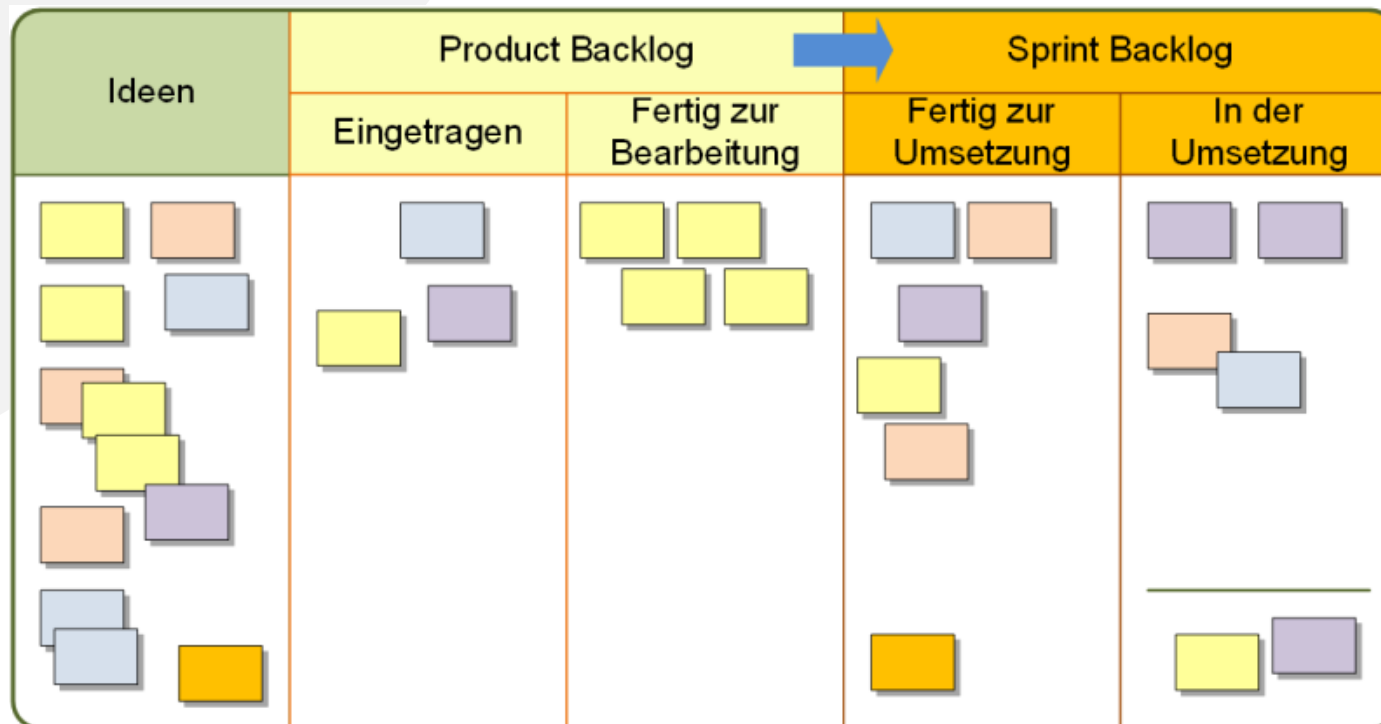 Ideen
Product Backlog
Sprint Backlog
Eingetragen
Fertig zur
Bearbeitung
Fertig zur
Umsetzung
In der
Umsetzung